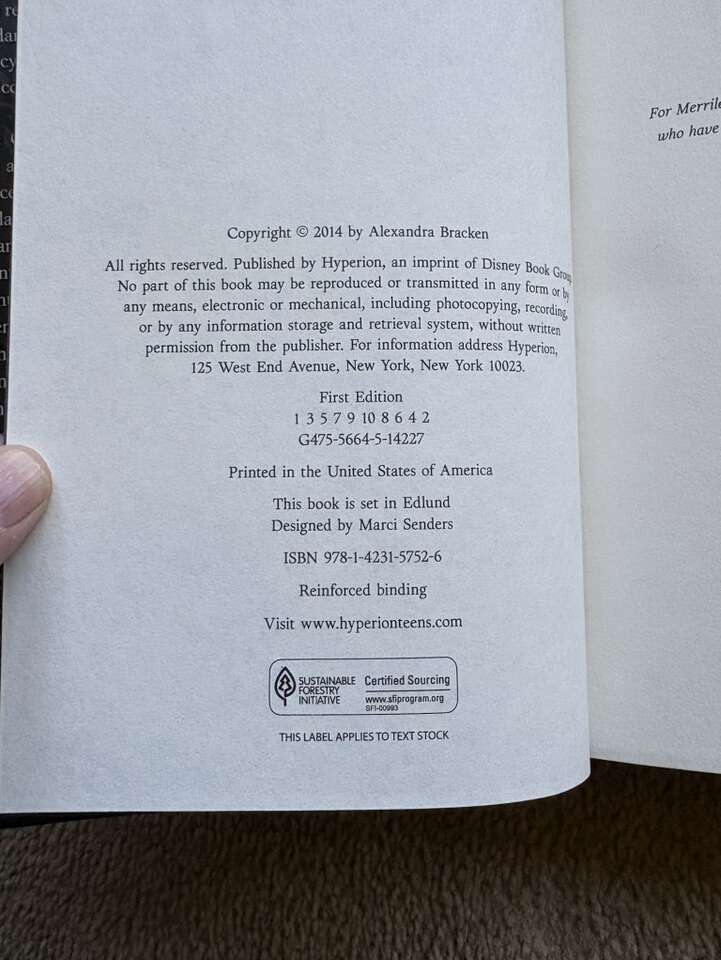 Copyright © 2014 by Alexandra Bracken
All rights reserved. Published by Hyperion, an imprint of Disney Book Group.
No part of this book may be reproduced or transmitted in any form or by
any means, electronic or mechanical, including photocopying, recording,
or by any information storage and retrieval system, without written
permission from the publisher. For information address Hyperion,
125 West End Avenue, New York, New York 10023.
First Edition
1 3 5 7 9 10 8 6 4 2
G475-5664-5-14227
Printed in the United States of America
This book is set in Edlund
Designed by Marci Senders
ISBN 978-1-4231-5752-6
Reinforced binding
Visit www.hyperionteens.com
SUSTAINABLE
FORESTRY
INITIATIVE
Certified Sourcing
www.sfiprogram.org
SFI-00993
THIS LABEL APPLIES TO TEXT STOCK
For
who have